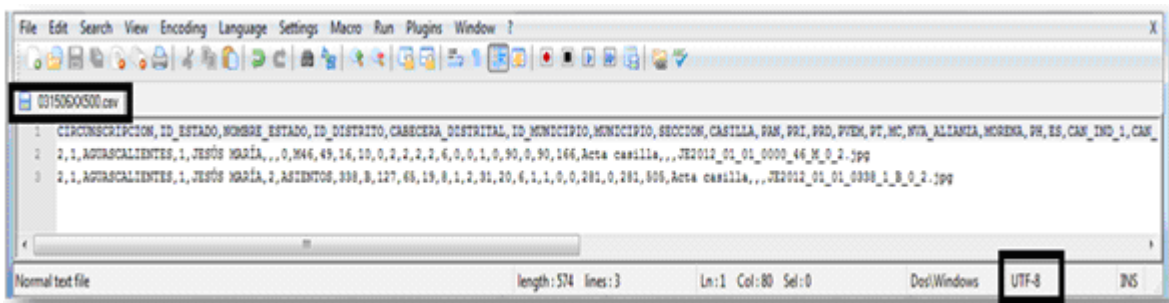 File Edit Search View Encoding Language Settings Macro Run Plugins Window ? X
031506XX500.csv
1 CIRCUNSCRIPCION,ID_ESTADO,NOMBRE_ESTADO,ID_DISTRITO,CABECERA_DISTRITAL,ID_MUNICIPIO,MUNICIPIO,SECCION,CASILLA,PAN,PRI,PRD,PVEM,PT,MC,NVA_ALIANZA,MORENA,PH,ES,CAN_IND_1,CAN_
2 2,1,AGUASCALIENTES,1,JESÚS MARÍA,,,0,M46,49,16,10,0,2,2,2,2,6,0,0,1,0,90,0,90,166,Acta casilla,,,JE2012_01_01_0000_46_M_0_2.jpg
3 2,1,AGUASCALIENTES,1,JESÚS MARÍA,2,ASIENTOS,338,B,127,65,19,8,1,2,31,20,6,1,1,0,0,281,0,281,505,Acta casilla,,,JE2012_01_01_0338_1_B_0_2.jpg
Normal text file length : 574 lines : 3 Ln : 1 Col : 80 Sel : 0 Dos\Windows UTF-8 INS